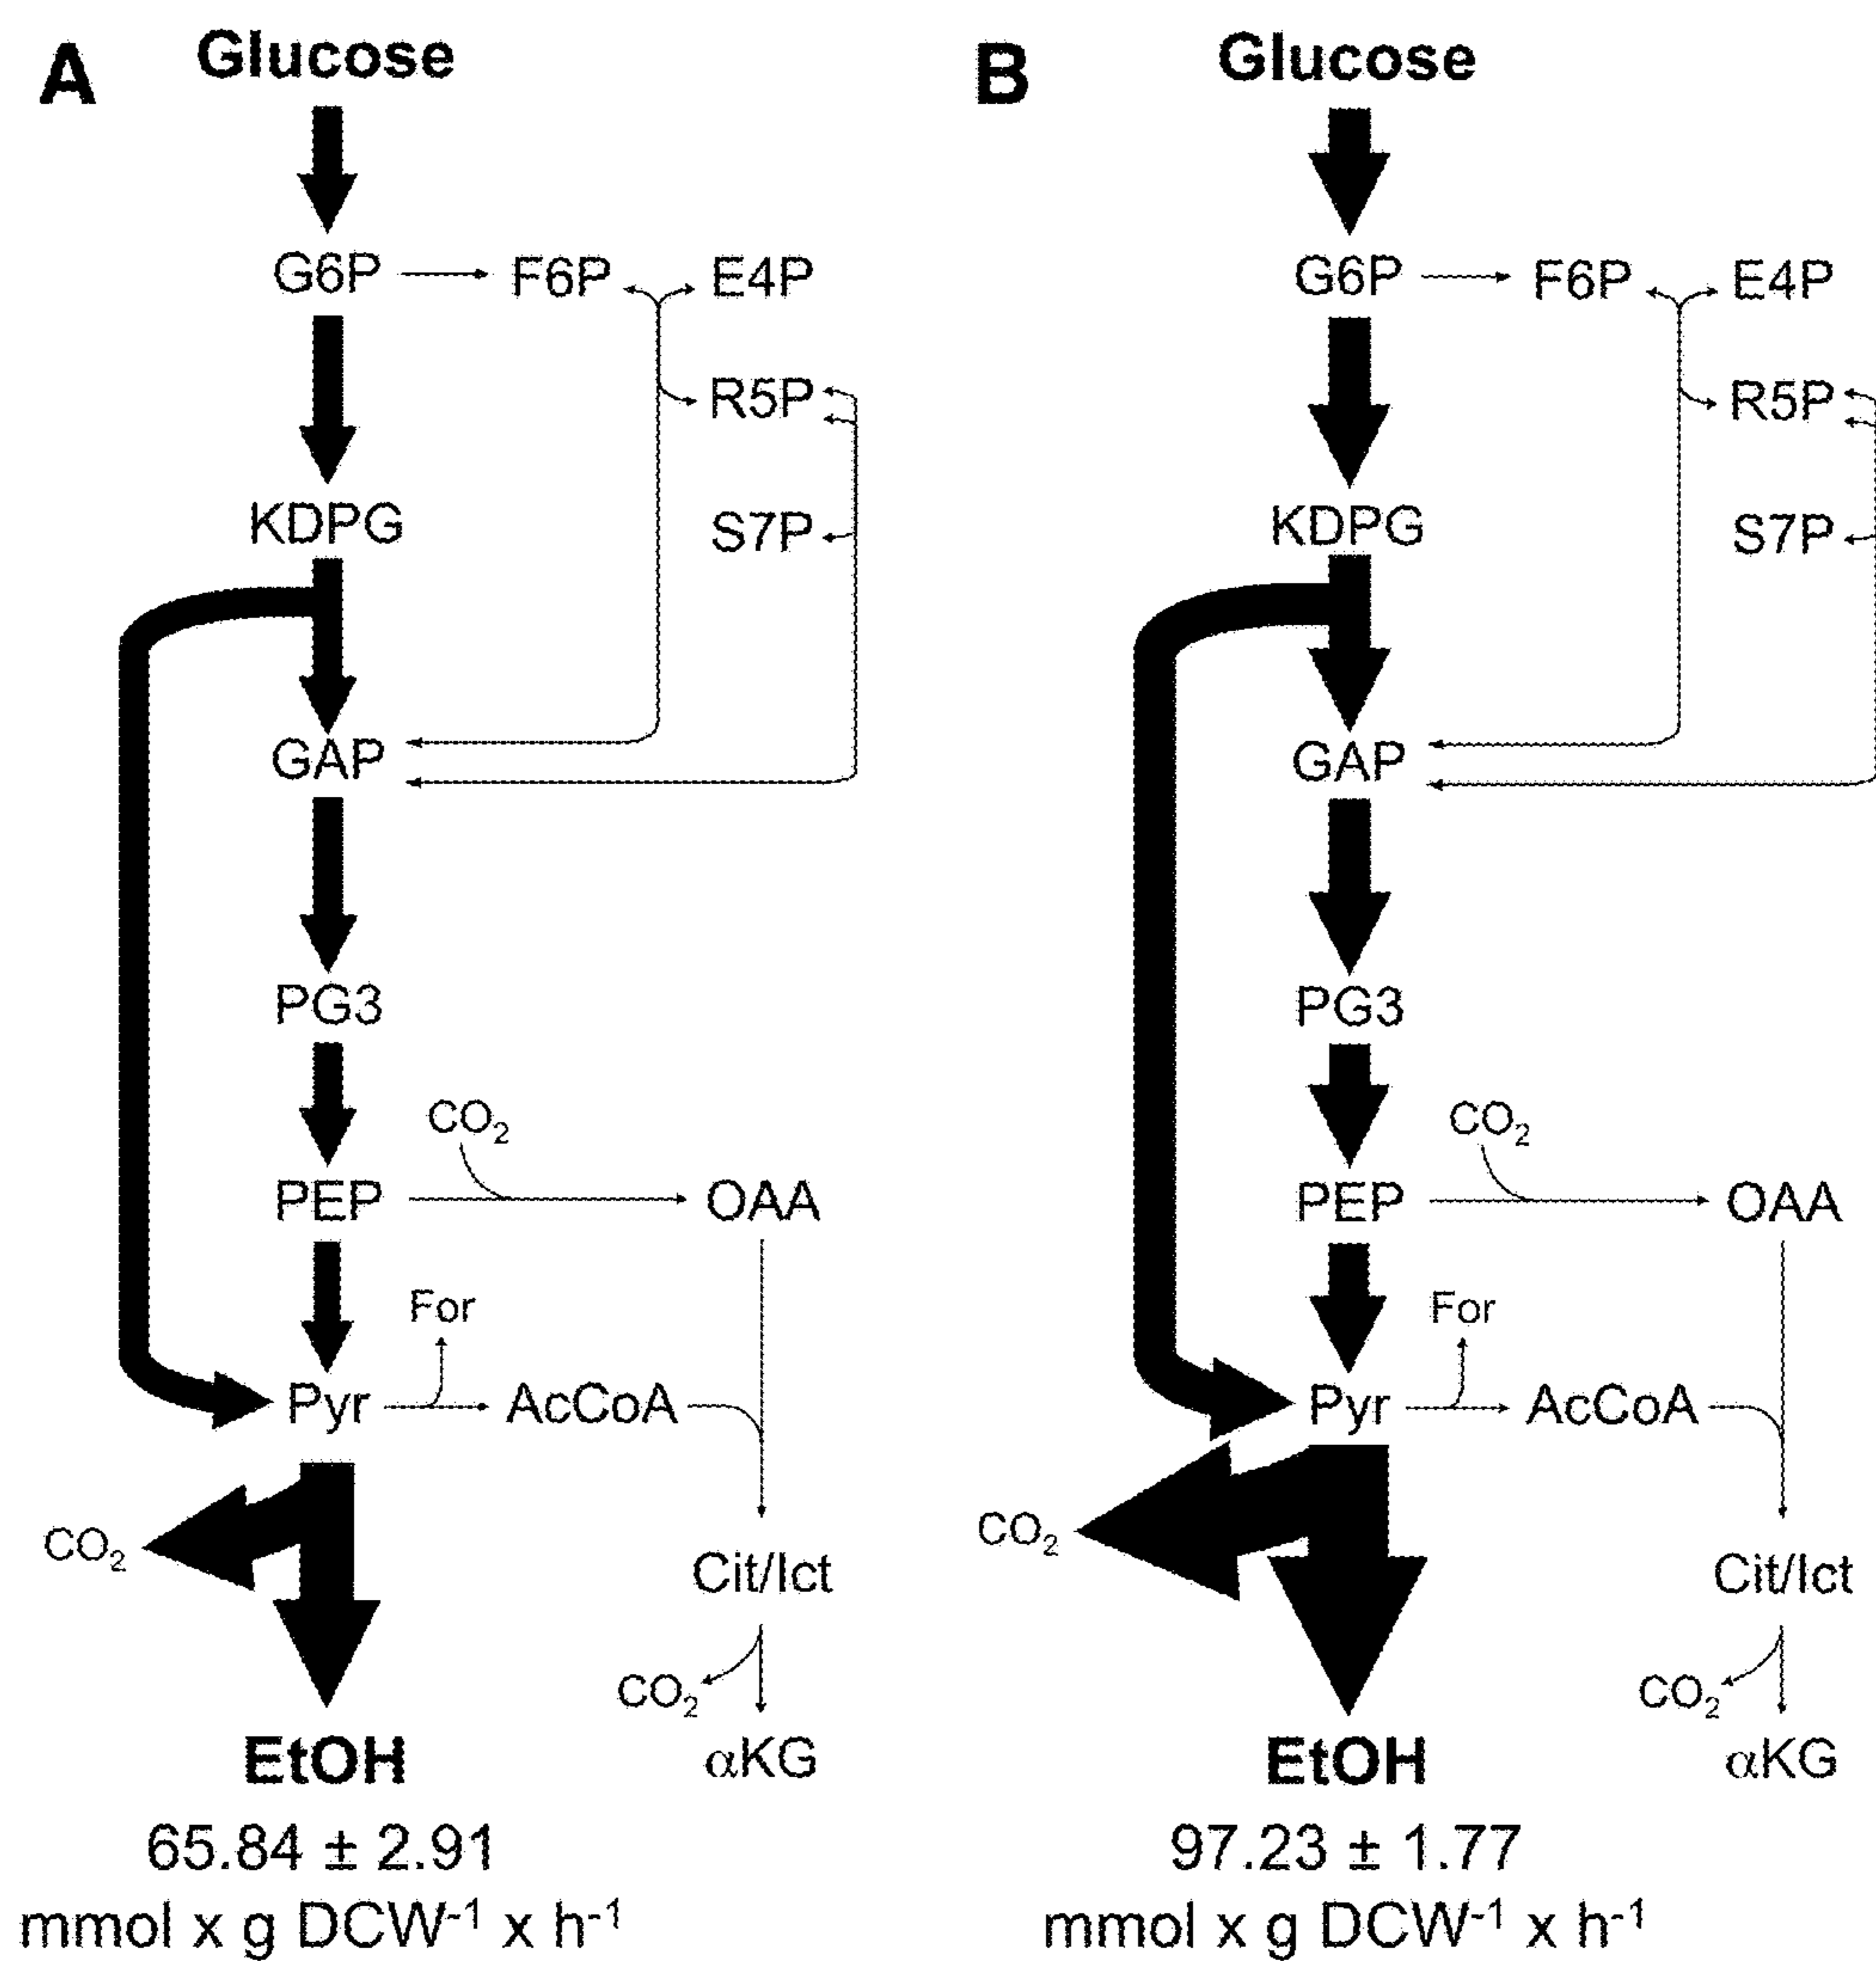 A
Glucose
G6P
F6P
E4P
R5P
KDPG
S7P
GAP
PG3
CO2
PEP
OAA
For
Pyr
AcCoA
CO2
Cit/Ict
CO2
EtOH
αKG
65.84 ± 2.91
mmol x g DCW-1 x h-1
B
Glucose
G6P
F6P
E4P
R5P
KDPG
S7P
GAP
PG3
CO2
PEP
OAA
For
Pyr
AcCoA
CO2
Cit/Ict
CO2
EtOH
αKG
97.23 ± 1.77
mmol x g DCW-1 x h-1